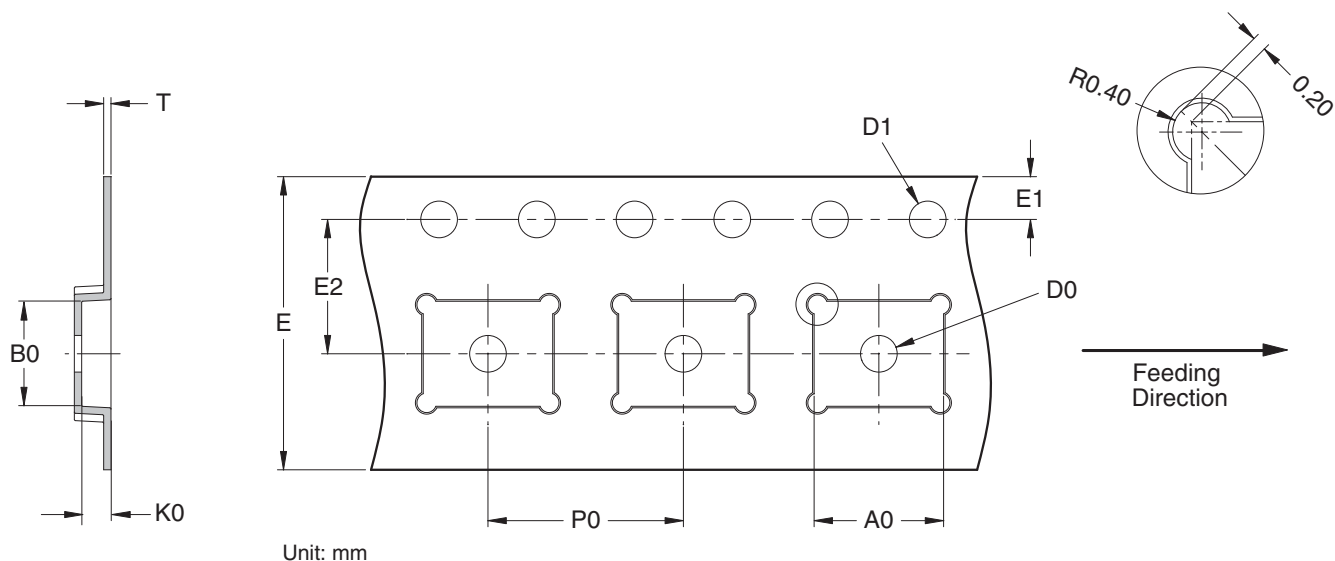 T
D1
R0.40
0.20
E1
E2
E
D0
B0
Feeding
Direction
K0
P0
A0
Unit: mm